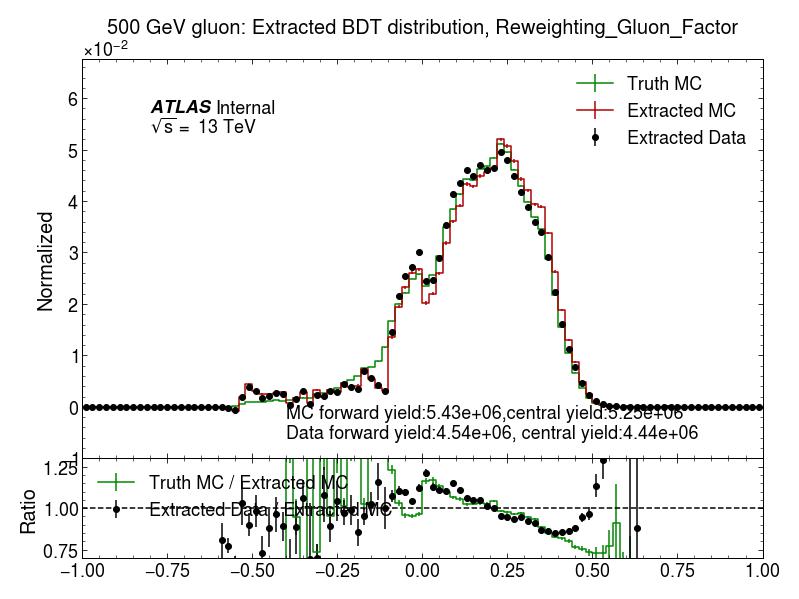 500 GeV gluon: Extracted BDT distribution, Reweighting_Gluon_Factor
×10⁻²
ATLAS Internal
√s = 13 TeV
Truth MC
Extracted MC
Extracted Data
Normalized
6
5
4
3
2
1
0
1
MC forward yield:5.43e+06,central yield:5.25e+06
Data forward yield:4.54e+06, central yield:4.44e+06
Ratio
1.25
1.00
0.75
Truth MC / Extracted MC
Extracted Data / Extracted MC
−1.00 −0.75 −0.50 −0.25 0.00 0.25 0.50 0.75 1.00